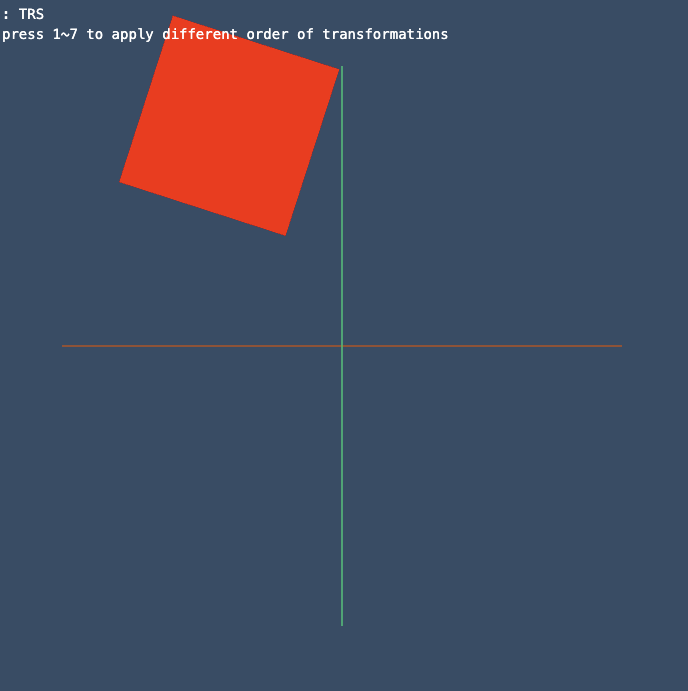 : TRS
press 1~7 to apply different order of transformations